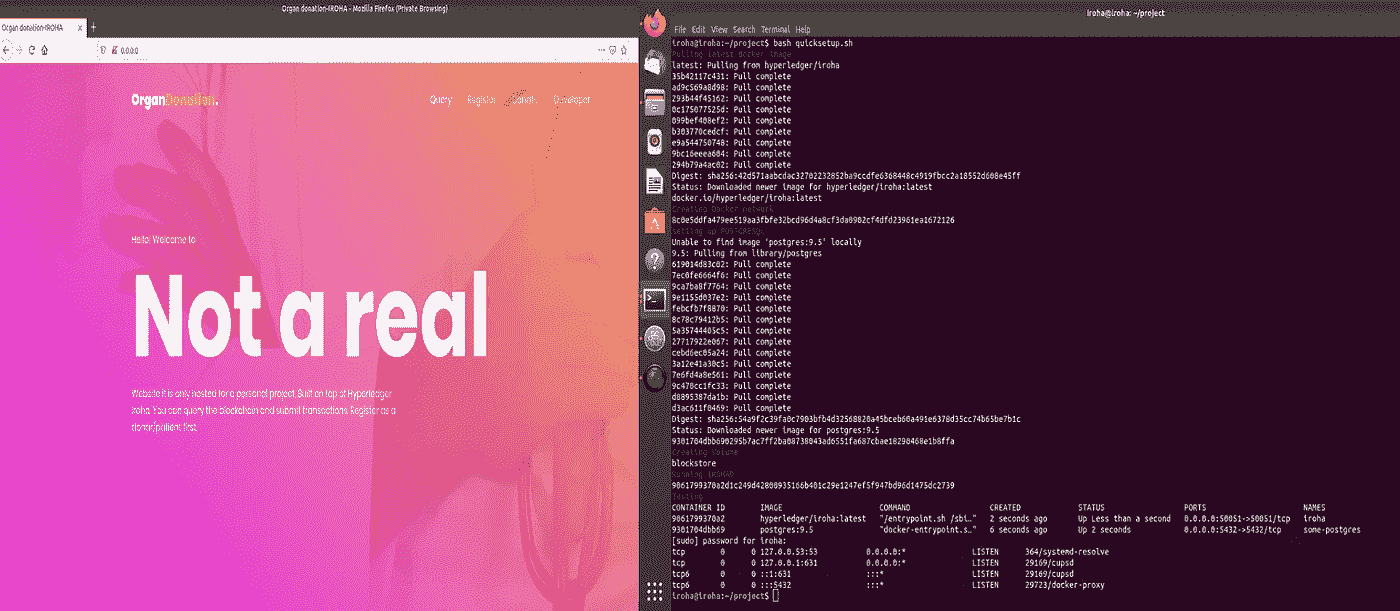 Organ donation-IROHA - Mozilla Firefox (Private Browsing)
Organ donation-IROHA
0.0.0.0
OrganDonation.
Query Register Donate Developer
Hello, Welcome to
Not a real
Website it is only hosted for a personal project. Built on top of Hyperledger
Iroha. You can query the blockchain and submit transactions. Register as a
donor/patient first.
iroha@iroha: ~/project
File Edit View Search Terminal Help
iroha@iroha:~/project$ bash quicksetup.sh
Pulling latest docker image
latest: Pulling from hyperledger/iroha
35b42117c431: Pull complete
ad9c569a8d98: Pull complete
293b44f45162: Pull complete
0c175077525d: Pull complete
099bef408ef2: Pull complete
b303770cedcf: Pull complete
e9a544750748: Pull complete
9bc16eeea604: Pull complete
294b79a4ac02: Pull complete
Digest: sha256:42d571aabcdac32702232852ba9ccdfe6368448c4919fbcc2a18552d608e45ff
Status: Downloaded newer image for hyperledger/iroha:latest
docker.io/hyperledger/iroha:latest
Creating Docker network
8c0e5ddfa479ee519aa3fbfe32bcd96d4a8cf3da0902cf4dfd23961ea1672126
setting up POSTGRESQL
Unable to find image 'postgres:9.5' locally
9.5: Pulling from library/postgres
619014d83c02: Pull complete
7ec0fe6664f6: Pull complete
9ca7ba8f7764: Pull complete
9e1155d037e2: Pull complete
febcfb7f8870: Pull complete
8c78c79412b5: Pull complete
5a35744405c5: Pull complete
27717922e067: Pull complete
cebd6ec05a24: Pull complete
3a12e41a30c5: Pull complete
7e6fd4a8e561: Pull complete
9c470cc1fc33: Pull complete
d8895387da1b: Pull complete
d3ac611f0469: Pull complete
Digest: sha256:54a9f2c39fa0c7903bfb4d32568820a45bceb60a491e6378d35cc74b65be7b1c
Status: Downloaded newer image for postgres:9.5
9301704dbb690295b7ac7ff2ba08738043ad6551fa687cbae18290468e1b8ffa
Creating Volume
blockstore
Running IROHAD
9061799370a2d1c249d42800935166b401c29e1247ef5f947bd96d1475dc2739
Testing
CONTAINER ID IMAGE COMMAND CREATED STATUS PORTS NAMES
9061799370a2 hyperledger/iroha:latest "/entrypoint.sh /sbi…" 2 seconds ago Up Less than a second 0.0.0.0:50051->50051/tcp iroha
9301704dbb69 postgres:9.5 "docker-entrypoint.s…" 6 seconds ago Up 2 seconds 0.0.0.0:5432->5432/tcp some-postgres
[sudo] password for iroha:
tcp 0 0 127.0.0.53:53 0.0.0.0:* LISTEN 364/systemd-resolve
tcp 0 0 127.0.0.1:631 0.0.0.0:* LISTEN 29169/cupsd
tcp6 0 0 ::1:631 :::* LISTEN 29169/cupsd
tcp6 0 0 :::5432 :::* LISTEN 29723/docker-proxy
iroha@iroha:~/project$